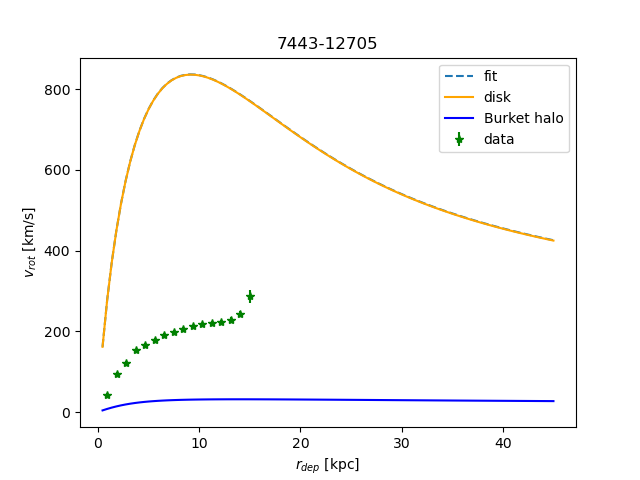 7443-12705
fit
disk
Burket halo
data
800
600
400
200
0
v_rot [km/s]
0
10
20
30
40
r_dep [kpc]